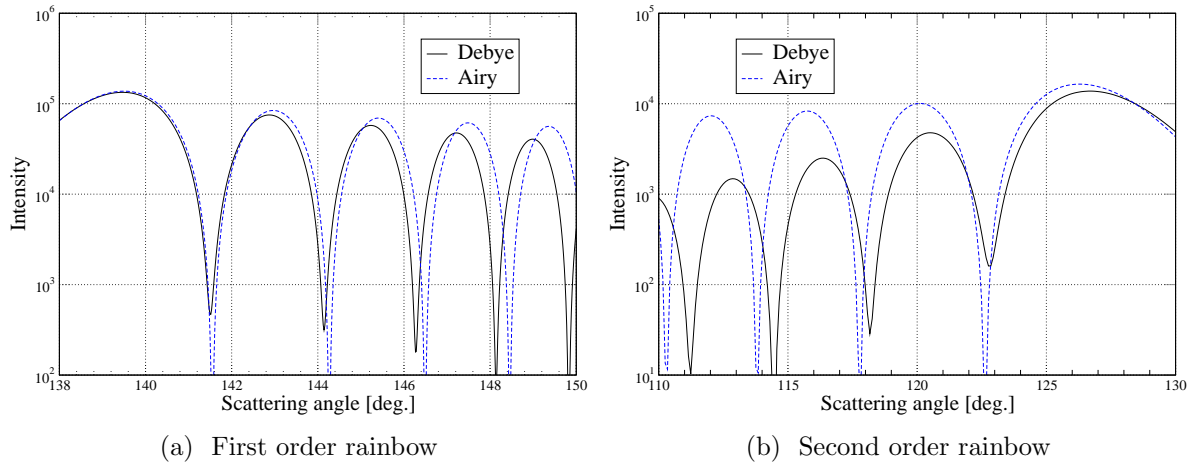 10^6
10^5
10^4
10^3
10^2
Intensity
138
140
142
144
146
148
150
Scattering angle [deg.]
Debye
Airy
(a) First order rainbow
10^5
10^4
10^3
10^2
10^1
Intensity
110
115
120
125
130
Scattering angle [deg.]
Debye
Airy
(b) Second order rainbow